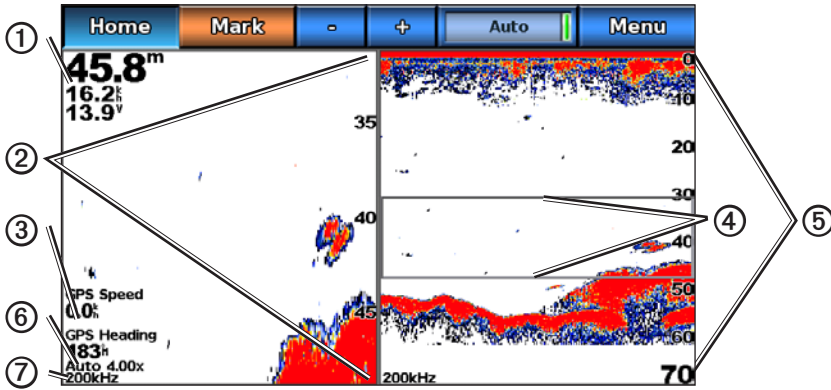 Home Mark - + Auto Menu
① 45.8 m
16.2 k h
13.9 V
②
③ GPS Speed
0.0 k h
GPS Heading
183
⑥ Auto 4.00x
⑦ 200kHz
35
40
45
0
10
20
30
④ ⑤
40
50
60
200kHz 70